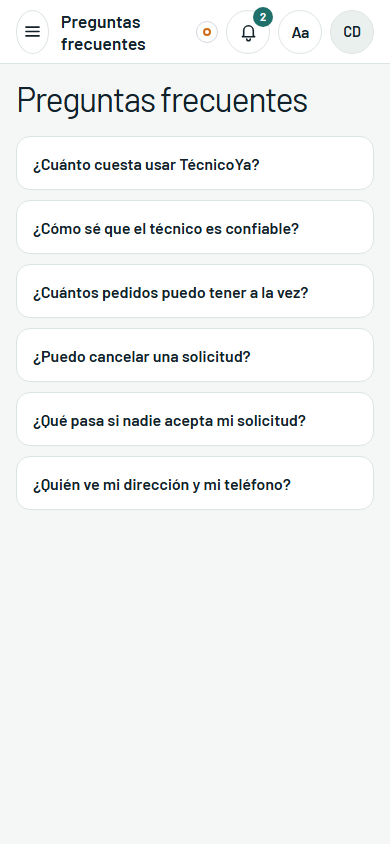 Preguntas
frecuentes
2
Aa
CD
Preguntas frecuentes
¿Cuánto cuesta usar TécnicoYa?
¿Cómo sé que el técnico es confiable?
¿Cuántos pedidos puedo tener a la vez?
¿Puedo cancelar una solicitud?
¿Qué pasa si nadie acepta mi solicitud?
¿Quién ve mi dirección y mi teléfono?